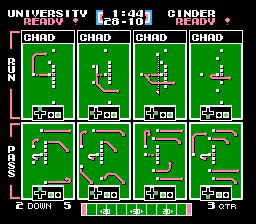 UNIVERSITY 1:44 CINDER
READY 28-10 READY
CHAD CHAD CHAD CHAD
RUN
PASS
2 DOWN 5 3 QTR